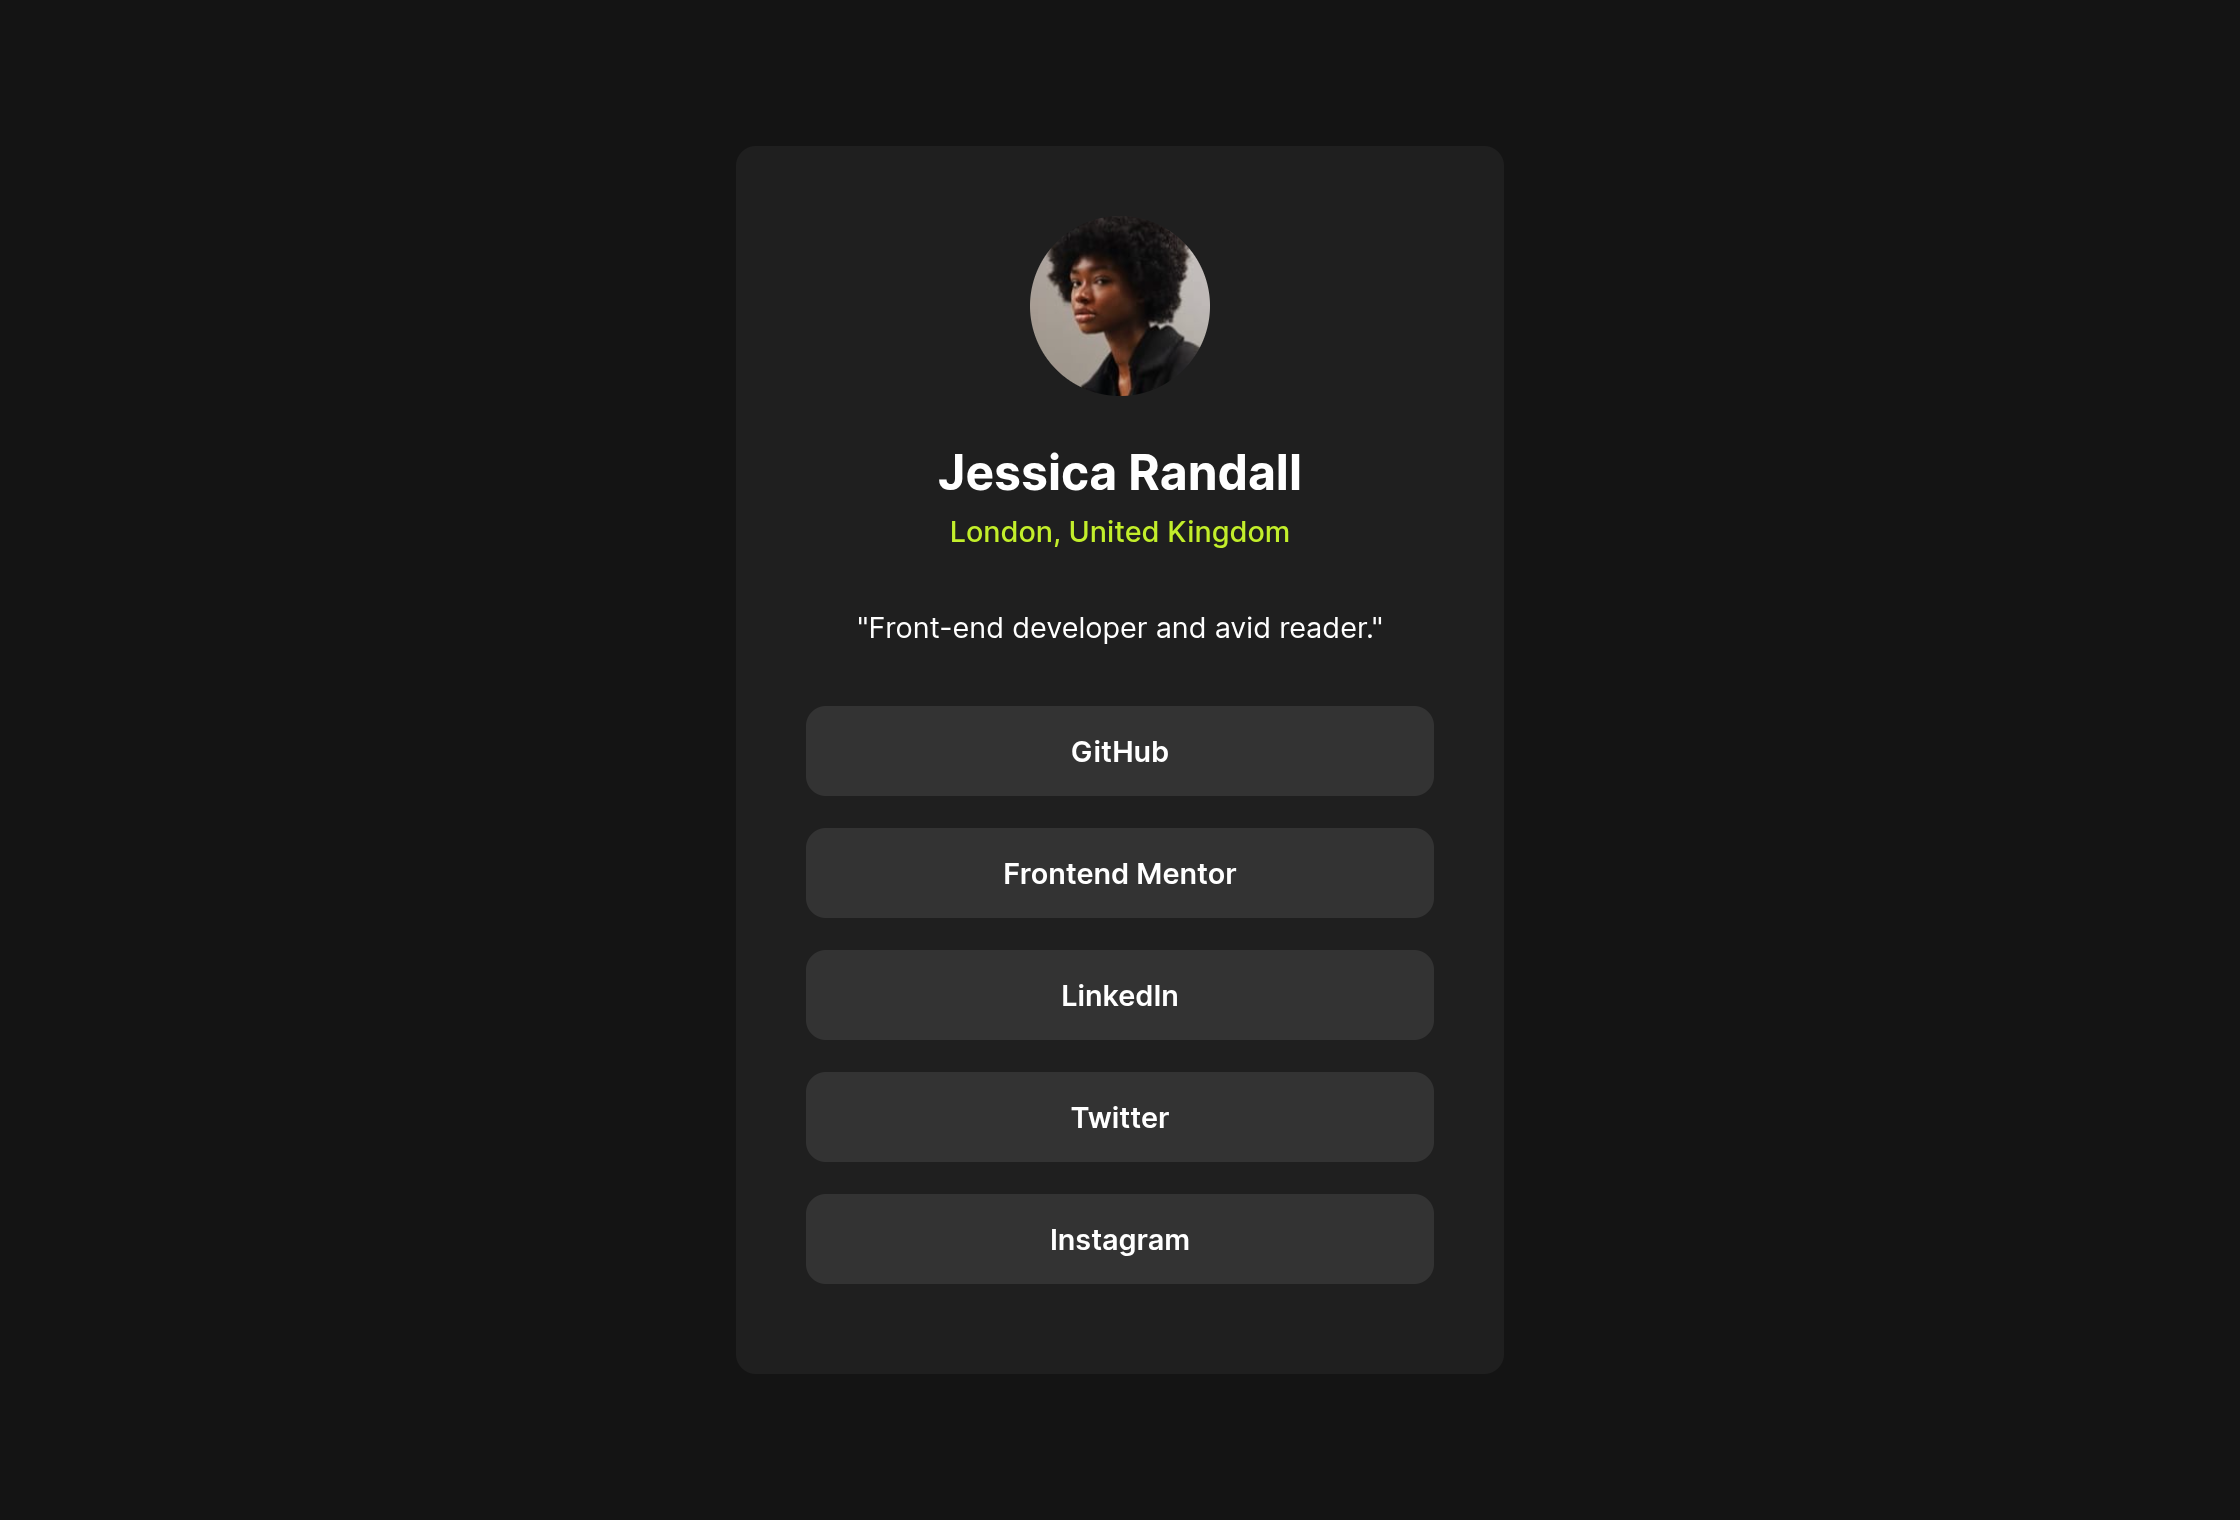 Jessica Randall
London, United Kingdom
"Front-end developer and avid reader."
GitHub
Frontend Mentor
LinkedIn
Twitter
Instagram